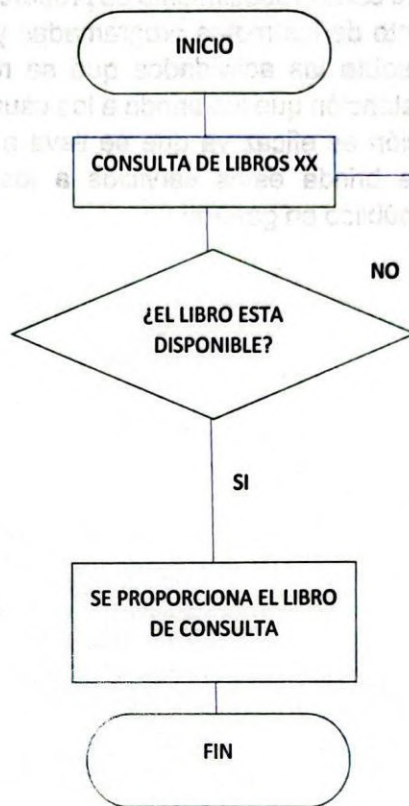 INICIO
CONSULTA DE LIBROS XX
NO
¿EL LIBRO ESTA
DISPONIBLE?
SI
SE PROPORCIONA EL LIBRO
DE CONSULTA
FIN